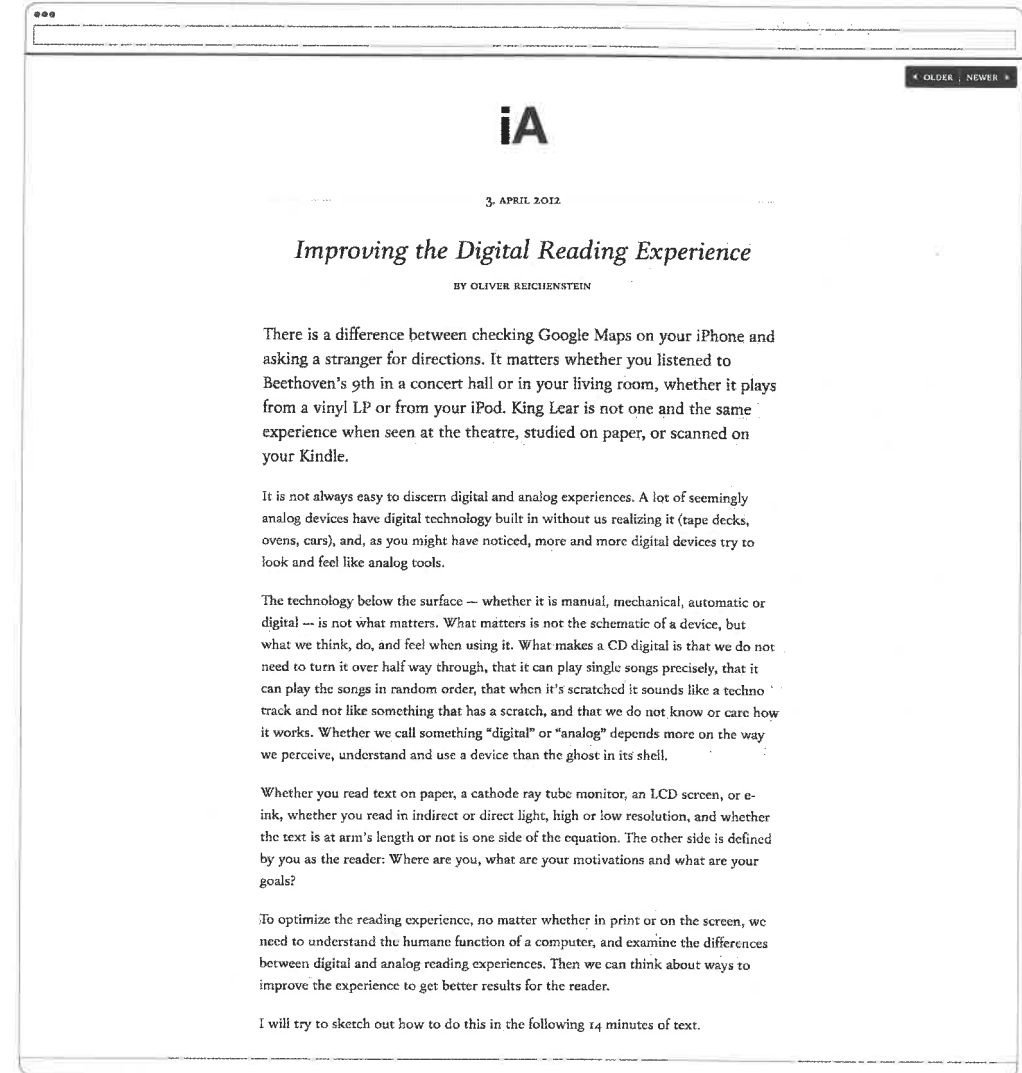 ◄ OLDER | NEWER ►
iA
3. APRIL 2012
Improving the Digital Reading Experience
BY OLIVER REICHENSTEIN
There is a difference between checking Google Maps on your iPhone and
asking a stranger for directions. It matters whether you listened to
Beethoven's 9th in a concert hall or in your living room, whether it plays
from a vinyl LP or from your iPod. King Lear is not one and the same
experience when seen at the theatre, studied on paper, or scanned on
your Kindle.
It is not always easy to discern digital and analog experiences. A lot of seemingly
analog devices have digital technology built in without us realizing it (tape decks,
ovens, cars), and, as you might have noticed, more and more digital devices try to
look and feel like analog tools.
The technology below the surface — whether it is manual, mechanical, automatic or
digital — is not what matters. What matters is not the schematic of a device, but
what we think, do, and feel when using it. What makes a CD digital is that we do not
need to turn it over half way through, that it can play single songs precisely, that it
can play the songs in random order, that when it's scratched it sounds like a techno
track and not like something that has a scratch, and that we do not know or care how
it works. Whether we call something "digital" or "analog" depends more on the way
we perceive, understand and use a device than the ghost in its shell.
Whether you read text on paper, a cathode ray tube monitor, an LCD screen, or e-
ink, whether you read in indirect or direct light, high or low resolution, and whether
the text is at arm's length or not is one side of the equation. The other side is defined
by you as the reader: Where are you, what are your motivations and what are your
goals?
To optimize the reading experience, no matter whether in print or on the screen, we
need to understand the humane function of a computer, and examine the differences
between digital and analog reading experiences. Then we can think about ways to
improve the experience to get better results for the reader.
I will try to sketch out how to do this in the following 14 minutes of text.